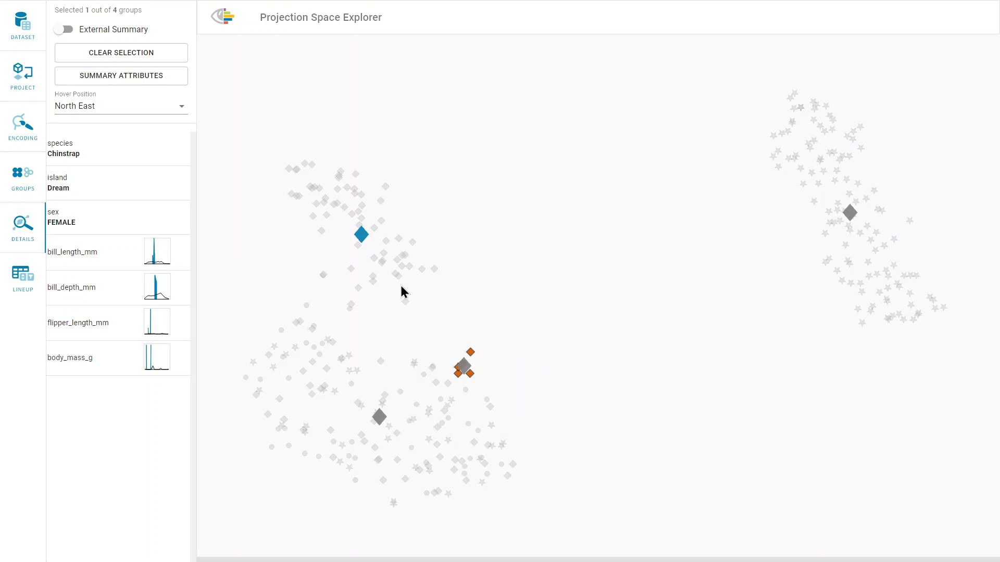 Selected 1 out of 4 groups
External Summary
CLEAR SELECTION
SUMMARY ATTRIBUTES
Hover Position
North East
DATASET
PROJECT
ENCODING
GROUPS
DETAILS
LINEUP
species
Chinstrap
island
Dream
sex
FEMALE
bill_length_mm
bill_depth_mm
flipper_length_mm
body_mass_g
Projection Space Explorer